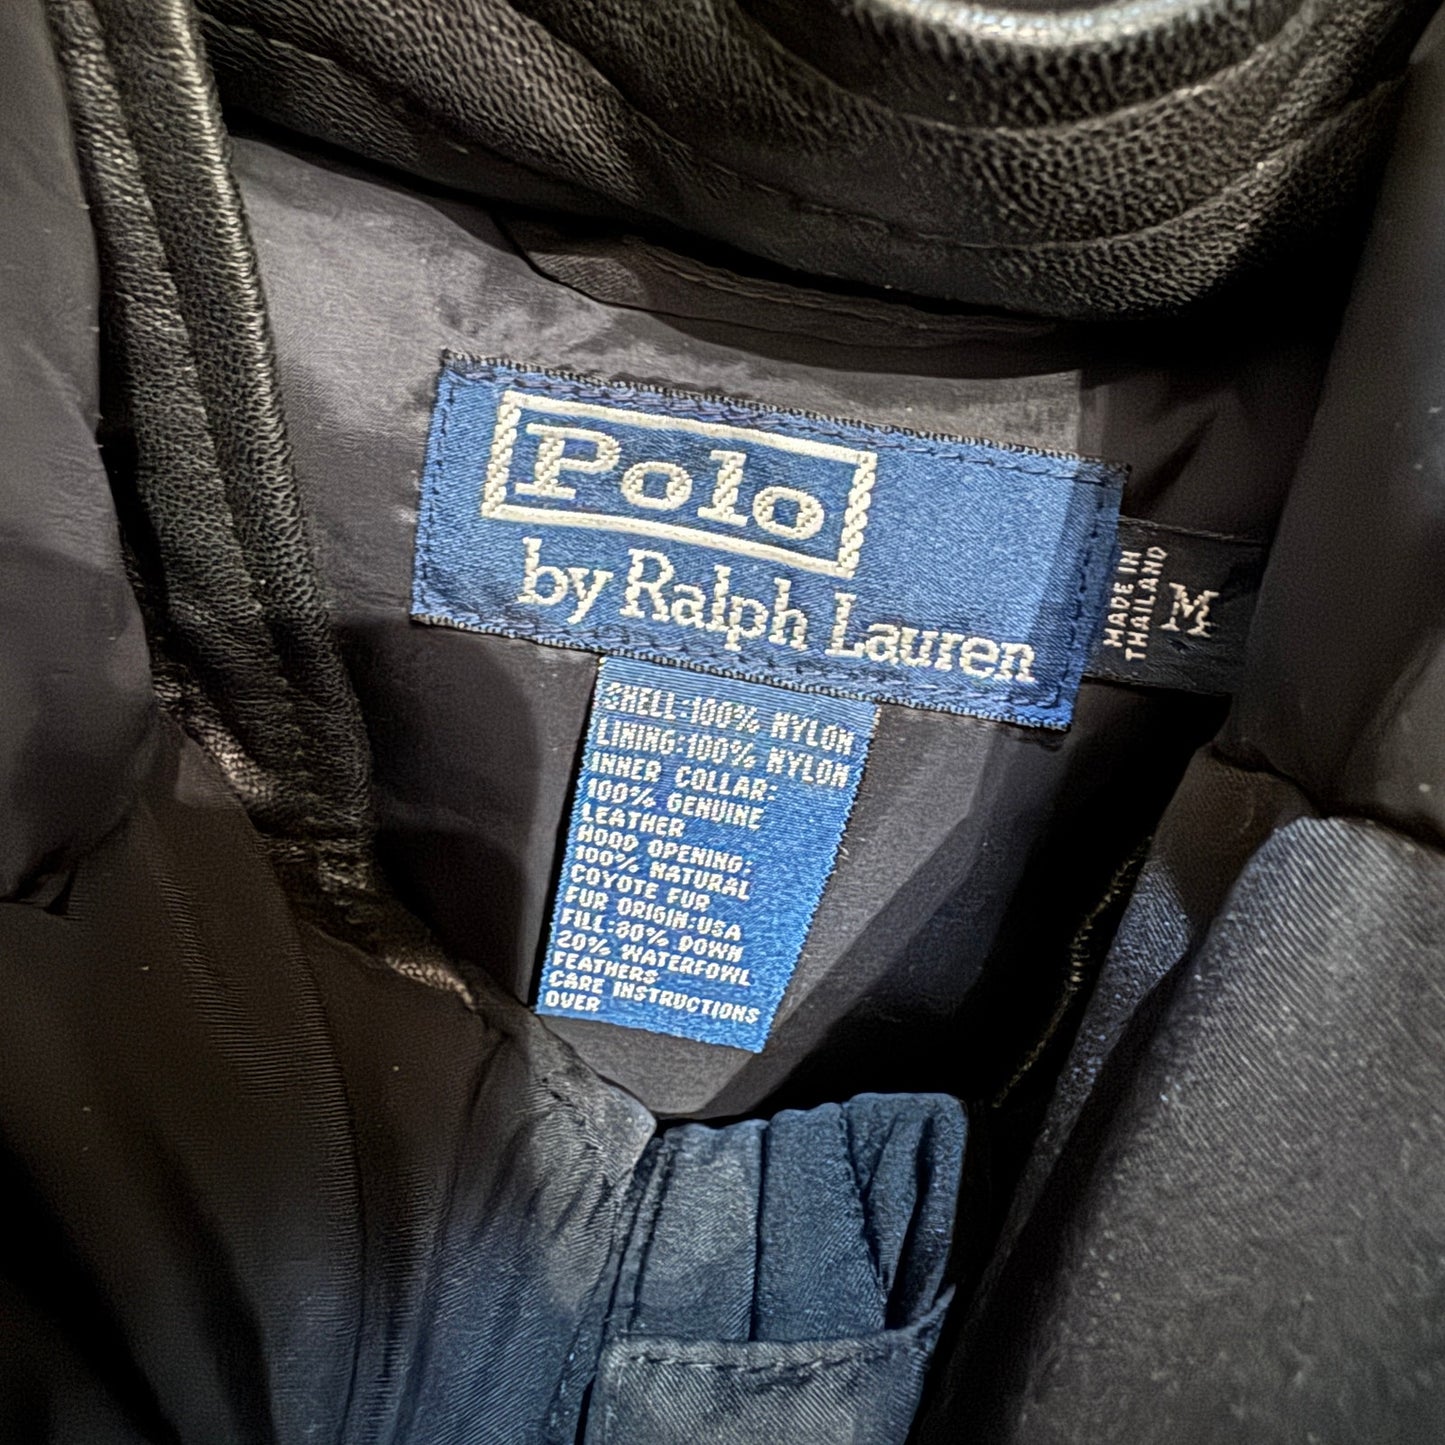 Polo
by Ralph Lauren
MADE IN
THAILAND
M
SHELL:100% NYLON
LINING:100% NYLON
INNER COLLAR:
100% GENUINE
LEATHER
HOOD OPENING:
100% NATURAL
COYOTE FUR
FUR ORIGIN:USA
FILL:80% DOWN
20% WATERFOWL
FEATHERS
CARE INSTRUCTIONS
OVER